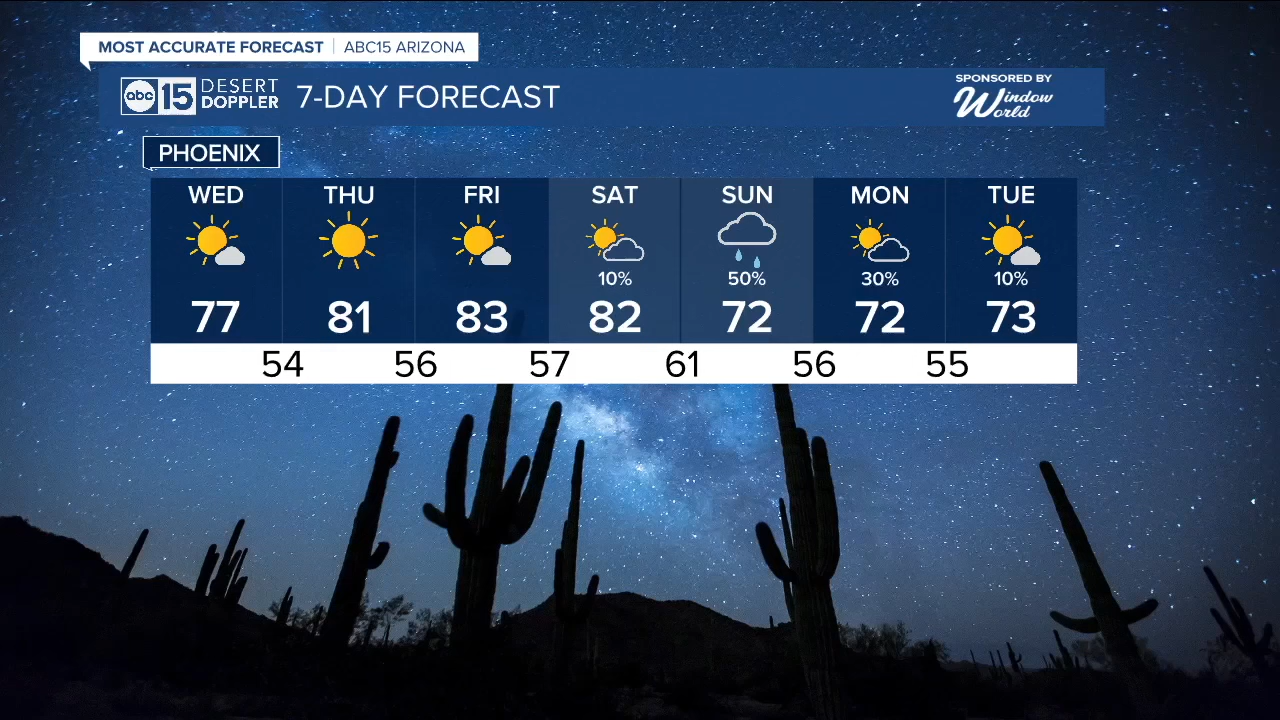 MOST ACCURATE FORECAST | ABC15 ARIZONA
abc 15 DESERT DOPPLER 7-DAY FORECAST
SPONSORED BY
Window World
PHOENIX
WED THU FRI SAT SUN MON TUE
10% 50% 30% 10%
77 81 83 82 72 72 73
54 56 57 61 56 55